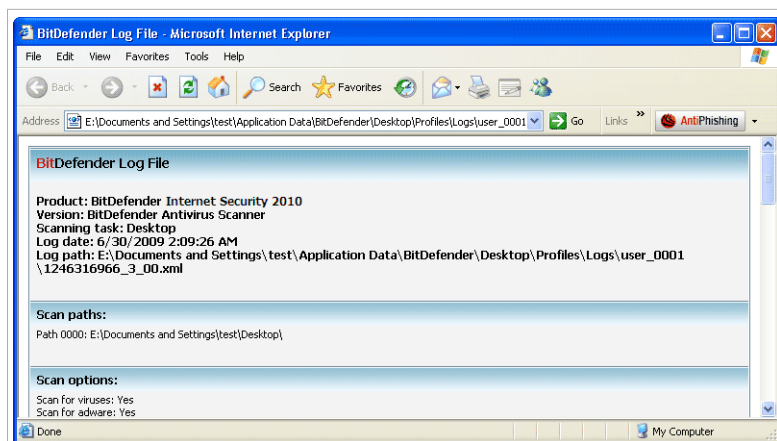 BitDefender Log File - Microsoft Internet Explorer
File Edit View Favorites Tools Help
Back Search Favorites
Address E:\Documents and Settings\test\Application Data\BitDefender\Desktop\Profiles\Logs\user_0001 Go Links » AntiPhishing
BitDefender Log File
Product: BitDefender Internet Security 2010
Version: BitDefender Antivirus Scanner
Scanning task: Desktop
Log date: 6/30/2009 2:09:26 AM
Log path: E:\Documents and Settings\test\Application Data\BitDefender\Desktop\Profiles\Logs\user_0001
\1246316966_3_00.xml
Scan paths:
Path 0000: E:\Documents and Settings\test\Desktop\
Scan options:
Scan for viruses: Yes
Scan for adware: Yes
Done My Computer